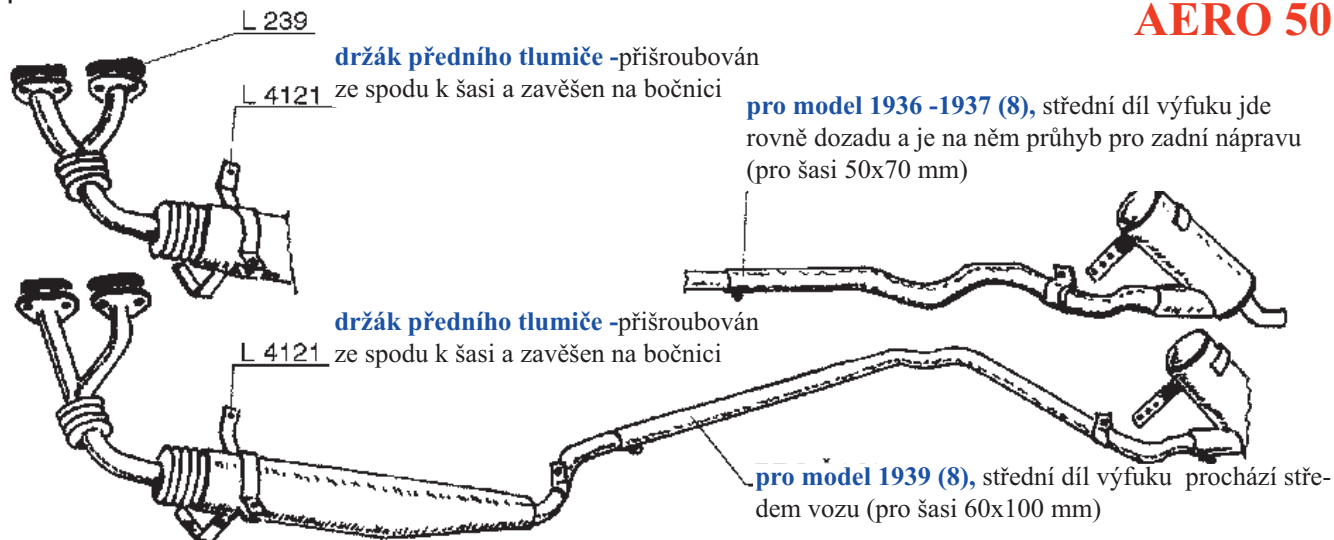 AERO 50
L 239
držák předního tlumiče -přišroubován
ze spodu k šasi a zavěšen na bočnici
L 4121
pro model 1936 -1937 (8), střední díl výfuku jde
rovně dozadu a je na něm průhyb pro zadní nápravu
(pro šasi 50x70 mm)
držák předního tlumiče -přišroubován
ze spodu k šasi a zavěšen na bočnici
L 4121
pro model 1939 (8), střední díl výfuku prochází stře-
dem vozu (pro šasi 60x100 mm)